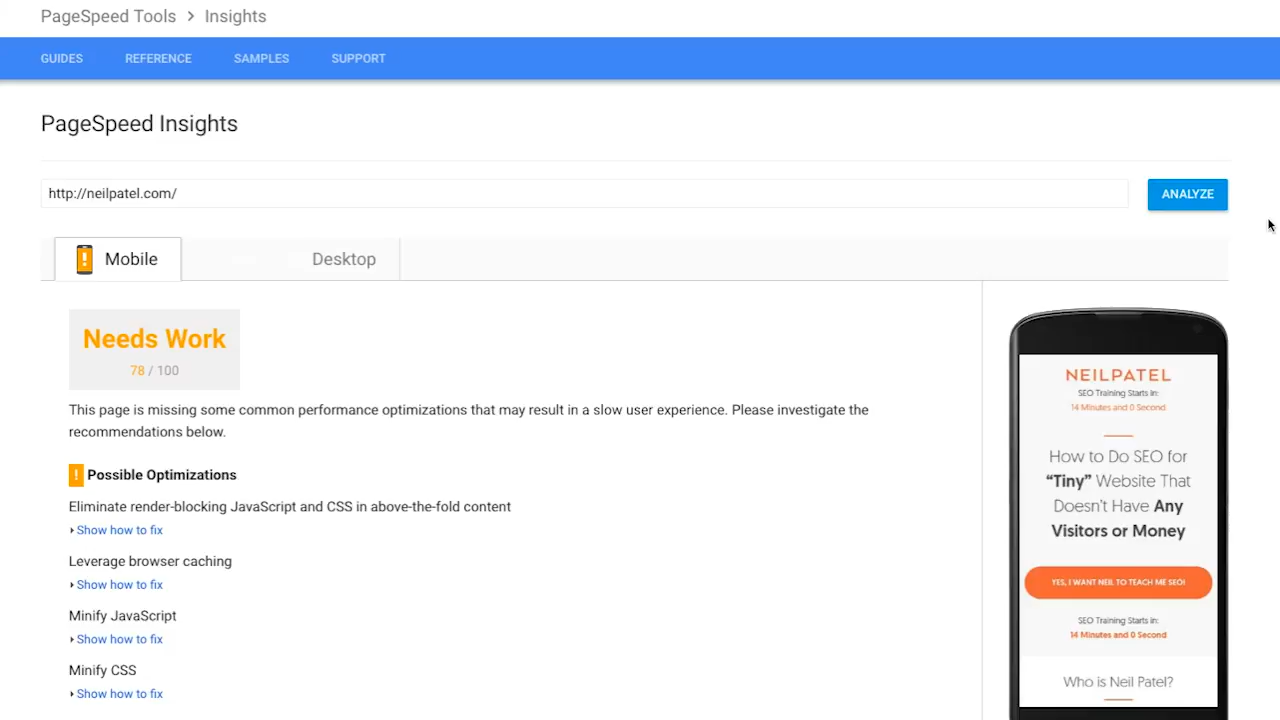 PageSpeed Tools > Insights
GUIDES REFERENCE SAMPLES SUPPORT
PageSpeed Insights
http://neilpatel.com/
ANALYZE
Mobile Desktop
Needs Work
78 / 100
This page is missing some common performance optimizations that may result in a slow user experience. Please investigate the
recommendations below.
! Possible Optimizations
Eliminate render-blocking JavaScript and CSS in above-the-fold content
Show how to fix
Leverage browser caching
Show how to fix
Minify JavaScript
Show how to fix
Minify CSS
Show how to fix
NEILPATEL
SEO Training Starts in:
14 Minutes and 0 Second
How to Do SEO for
“Tiny” Website That
Doesn't Have Any
Visitors or Money
YES, I WANT NEIL TO TEACH ME SEO!
SEO Training Starts in:
14 Minutes and 0 Second
Who is Neil Patel?